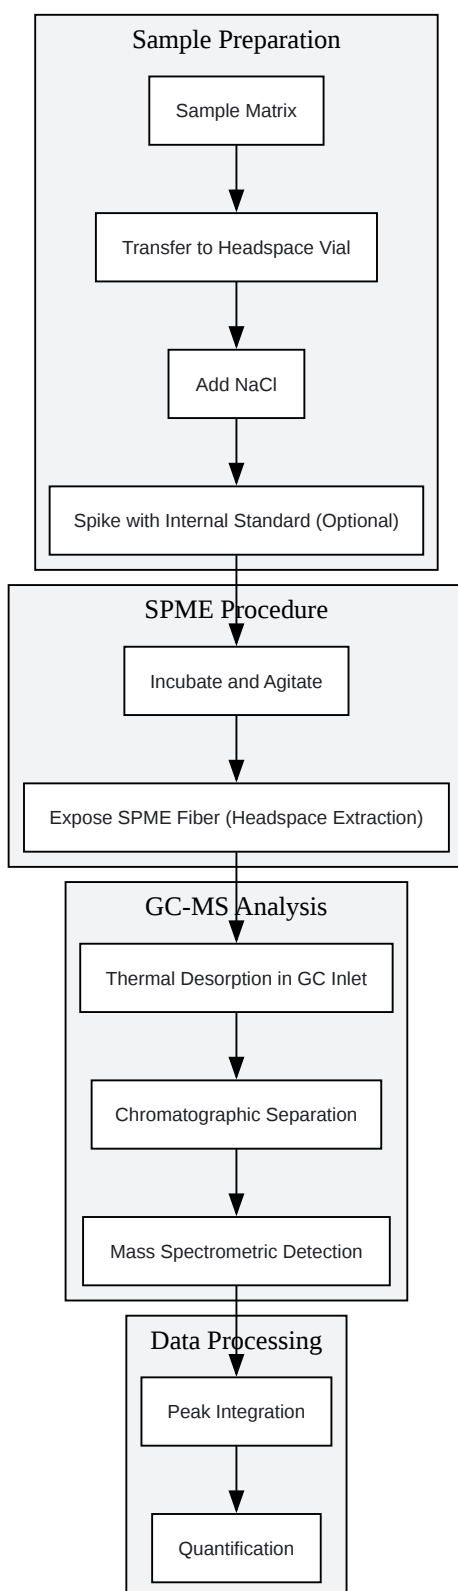 Sample Preparation
Sample Matrix
Transfer to Headspace Vial
Add NaCl
Spike with Internal Standard (Optional)
SPME Procedure
Incubate and Agitate
Expose SPME Fiber (Headspace Extraction)
GC-MS Analysis
Thermal Desorption in GC Inlet
Chromatographic Separation
Mass Spectrometric Detection
Data Processing
Peak Integration
Quantification